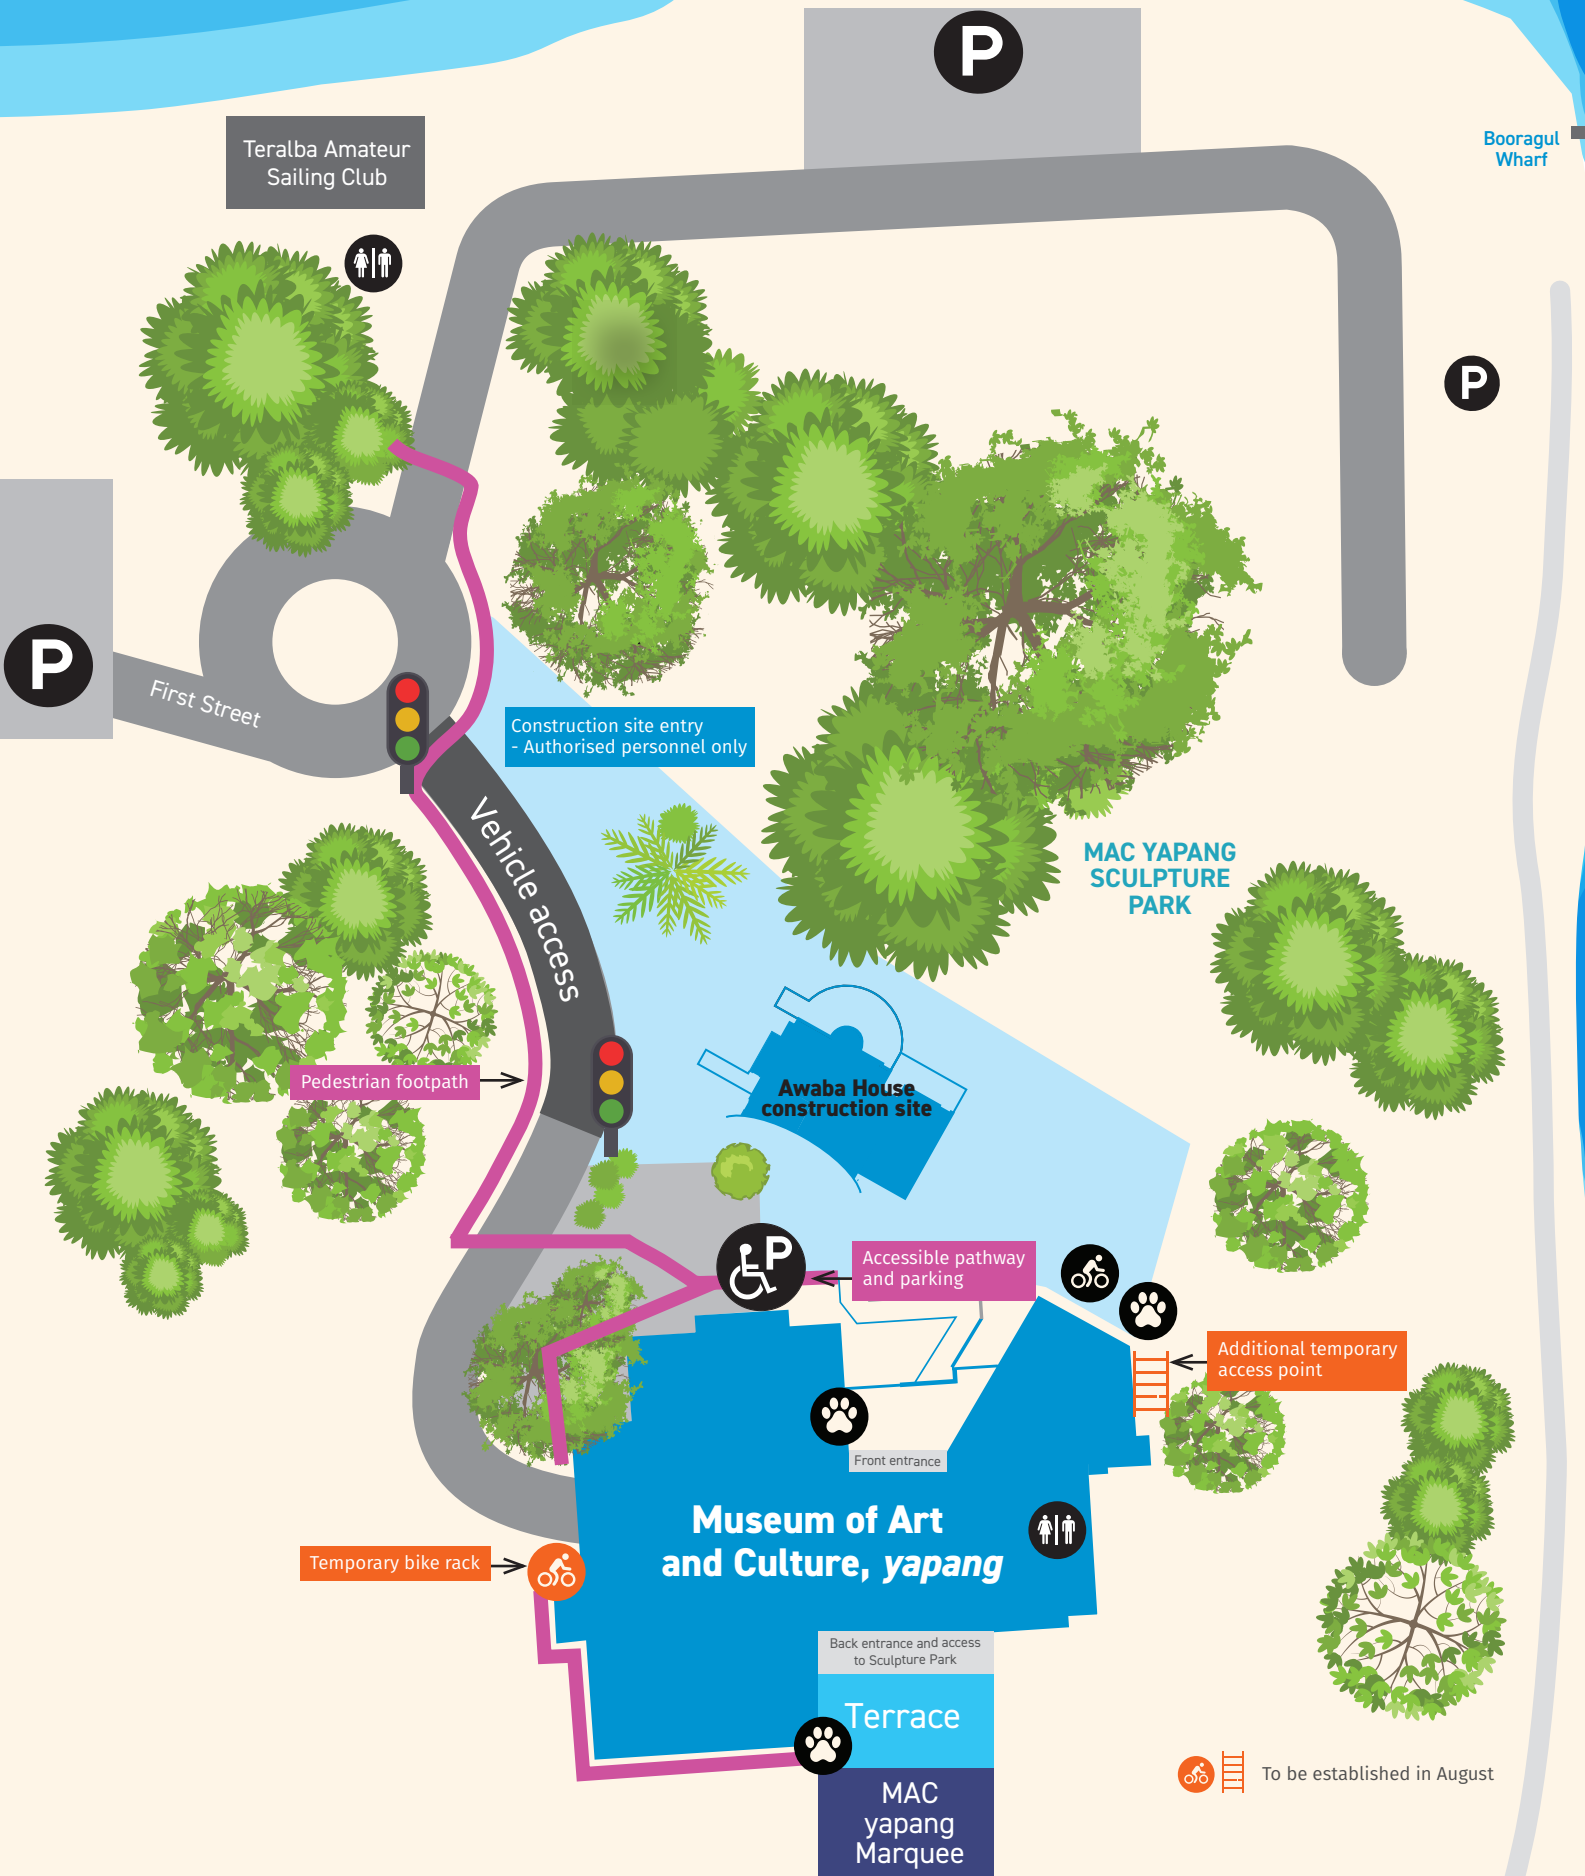 P
Teralba Amateur
Sailing Club
Booragul
Wharf
P
P
First Street
Construction site entry
- Authorised personnel only
Vehicle access
MAC YAPANG
SCULPTURE
PARK
Pedestrian footpath
Awaba House
construction site
P
Accessible pathway
and parking
Additional temporary
access point
Front entrance
Museum of Art
and Culture, yapang
Temporary bike rack
Back entrance and access
to Sculpture Park
Terrace
MAC
yapang
Marquee
To be established in August